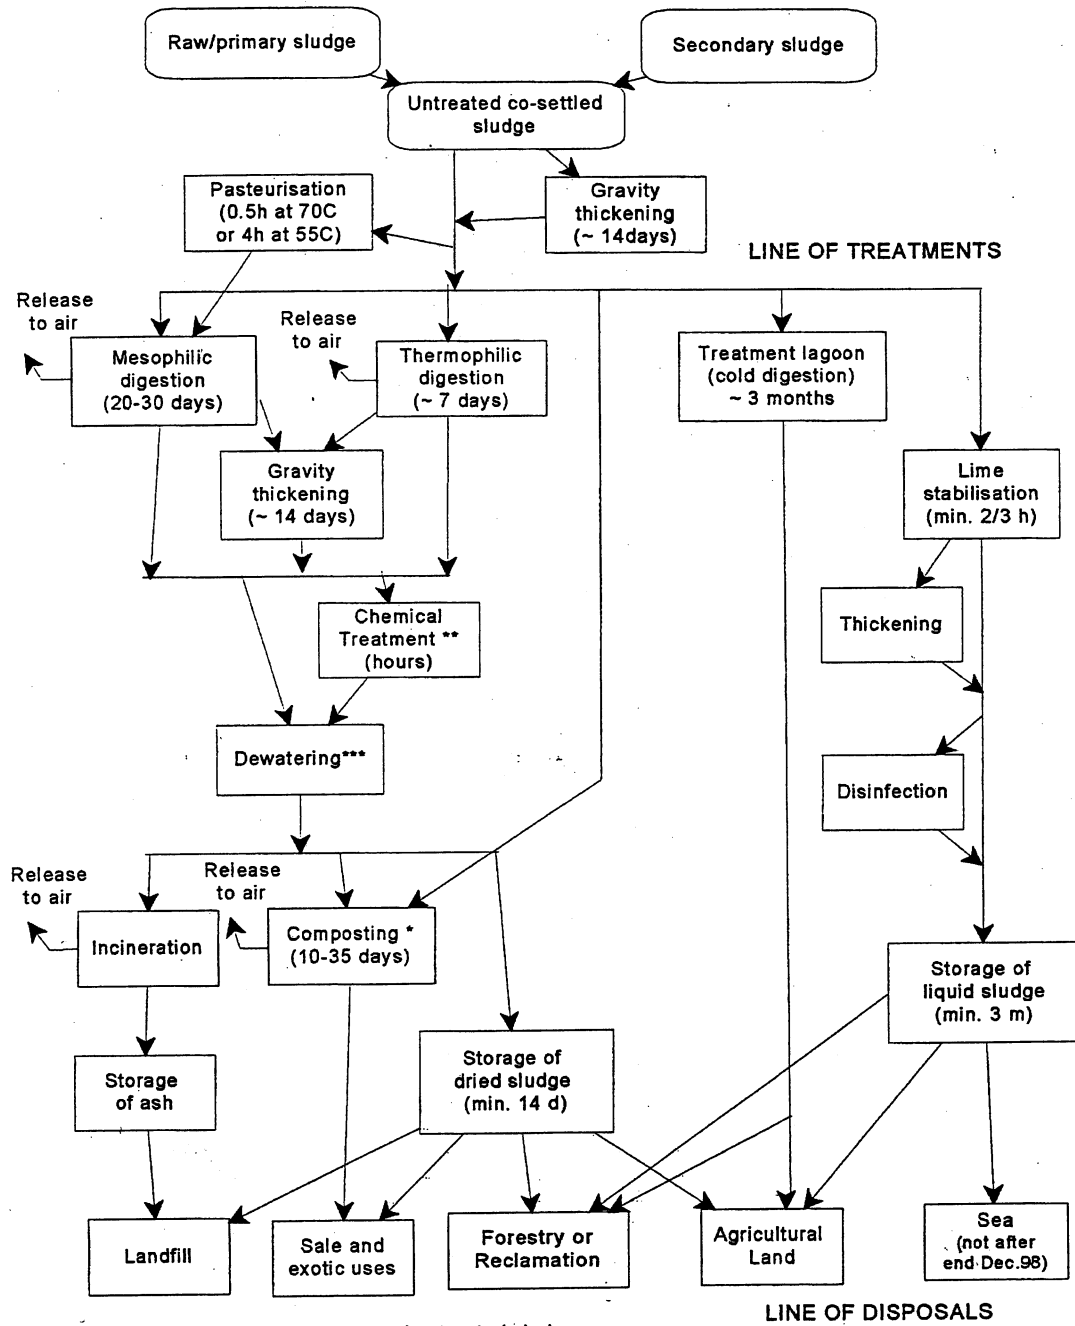 Raw/primary sludge
Secondary sludge
Untreated co-settled
sludge
Pasteurisation
(0.5h at 70C
or 4h at 55C)
Gravity
thickening
(~ 14days)
LINE OF TREATMENTS
Release
to air
Release
to air
Mesophilic
digestion
(20-30 days)
Thermophilic
digestion
(~ 7 days)
Treatment lagoon
(cold digestion)
~ 3 months
Gravity
thickening
(~ 14 days)
Lime
stabilisation
(min. 2/3 h)
Chemical
Treatment **
(hours)
Thickening
Dewatering***
Disinfection
Release
to air
Release
to air
Incineration
Composting *
(10-35 days)
Storage of
liquid sludge
(min. 3 m)
Storage
of ash
Storage of
dried sludge
(min. 14 d)
Landfill
Sale and
exotic uses
Forestry or
Reclamation
Agricultural
Land
Sea
(not after
end Dec.98)
LINE OF DISPOSALS